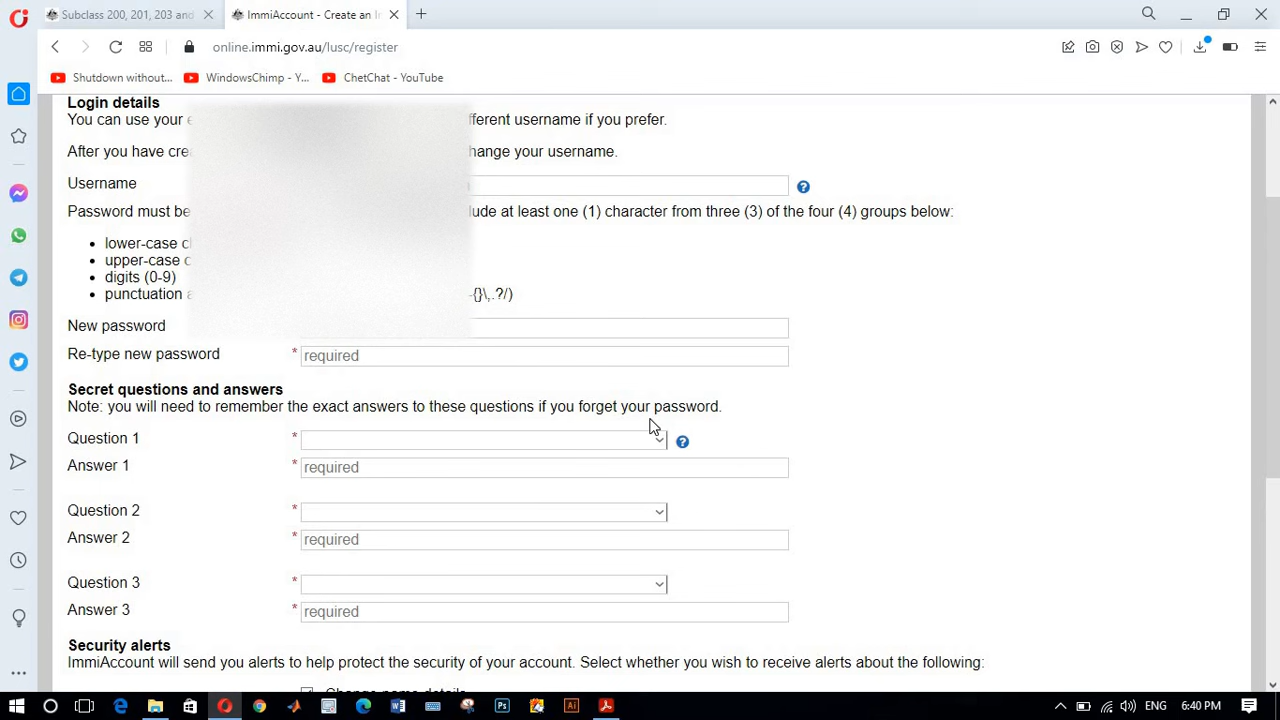 Subclass 200, 201, 203 and
ImmiAccount - Create an I
online.immi.gov.au/lusc/register
Shutdown without...
WindowsChimp - Y...
ChetChat - YouTube
Login details
You can use your fferent username if you prefer.
After you have cre hange your username.
Username
Password must be lude at least one (1) character from three (3) of the four (4) groups below:
• lower-case c
• upper-case c
• digits (0-9)
• punctuation a -{}\,.?/)
New password
Re-type new password * required
Secret questions and answers
Note: you will need to remember the exact answers to these questions if you forget your password.
Question 1 *
Answer 1 * required
Question 2 *
Answer 2 * required
Question 3 *
Answer 3 * required
Security alerts
ImmiAccount will send you alerts to help protect the security of your account. Select whether you wish to receive alerts about the following:
Change name details
ENG 6:40 PM